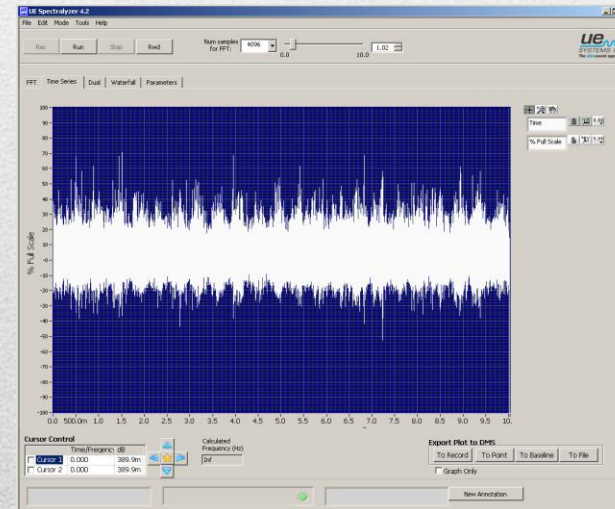 UE Spectralyzer 4.2
File Edit Mode Tools Help
Rec Run Stop Rwd
Num samples for FFT: 4096
0.0 10.0 1.02
ue
SYSTEMS
FFT Time Series Dual Waterfall Parameters
% Full Scale
100
90
80
70
60
50
40
30
20
10
0
-10
-20
-30
-40
-50
-60
-70
-80
-90
-100
0.0 500.0m 1.0 1.5 2.0 2.5 3.0 3.5 4.0 4.5 5.0 5.5 6.0 6.5 7.0 7.5 8.0 8.5 9.0 9.5 10.
Time
% Full Scale
Cursor Control
Time/Freqency dB
Cursor 1 0.000 389.9m
Cursor 2 0.000 389.9m
Calculated
Frequency (Hz)
Inf
Export Plot to DMS
To Record To Point To Baseline To File
Graph Only
New Annotation